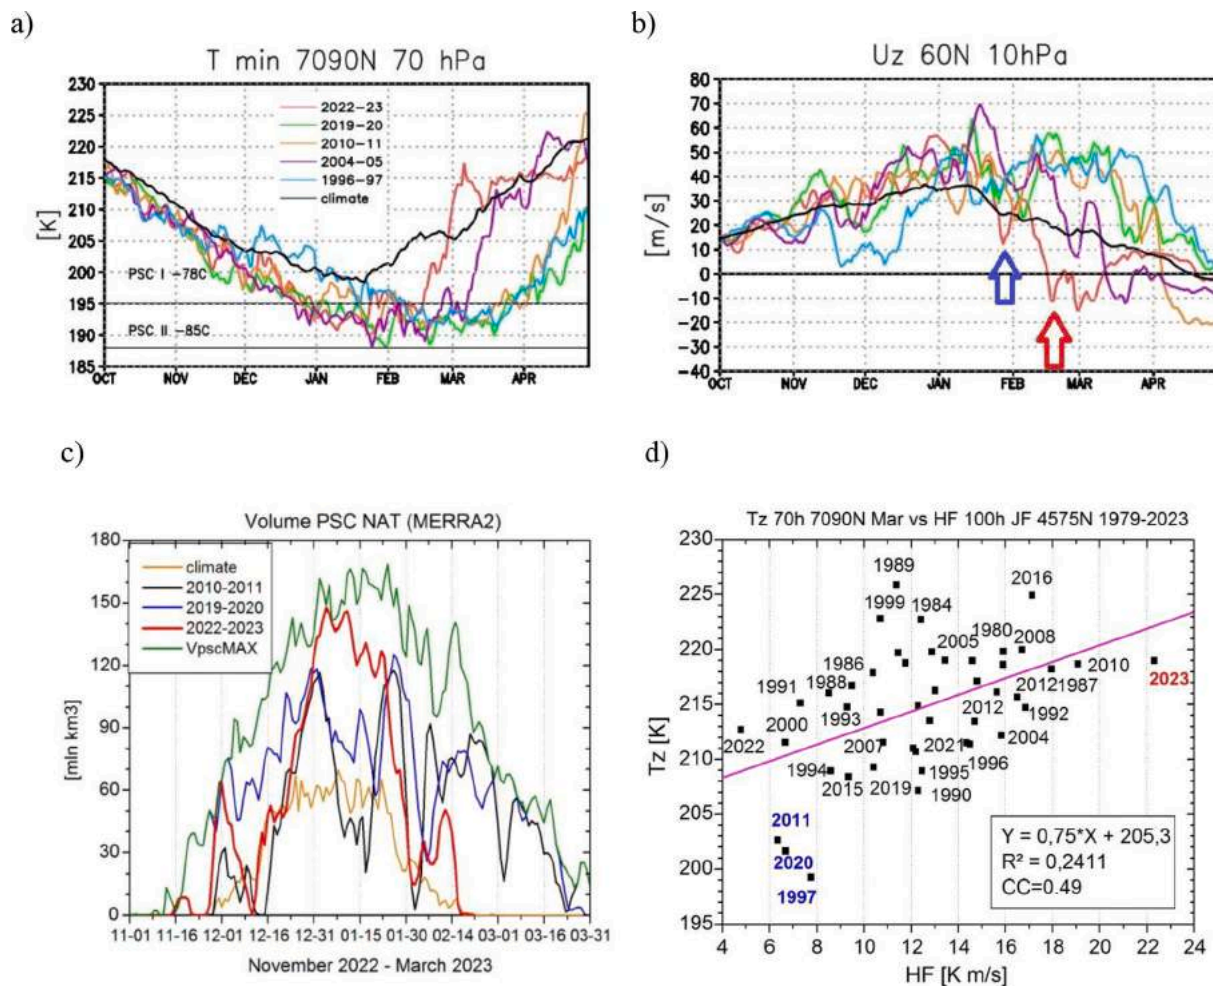 a)
T min 7090N 70 hPa
[K]
230
225
220
215
210
205
200
195
190
185
2022-23
2019-20
2010-11
2004-05
1996-97
climate
PSC I -78C
PSC II -85C
OCT NOV DEC JAN FEB MAR APR
b)
Uz 60N 10hPa
[m/s]
80
70
60
50
40
30
20
10
0
-10
-20
-30
-40
OCT NOV DEC JAN FEB MAR APR
c)
Volume PSC NAT (MERRA2)
[mln km3]
180
150
120
90
60
30
0
climate
2010-2011
2019-2020
2022-2023
VpscMAX
11-01 11-16 12-01 12-16 12-31 01-15 01-30 02-14 03-01 03-16 03-31
November 2022 - March 2023
d)
Tz 70h 7090N Mar vs HF 100h JF 4575N 1979-2023
Tz [K]
230
225
220
215
210
205
200
195
1989
2016
1999 1984
1980 2008
2005
1986
2010
1991 1988
2012 1987
2023
1993
2012 1992
2022 2000
2007 2021 2004
1996
1994 2015 2019 1995
1990
2011
2020
1997
Y = 0,75*X + 205,3
R² = 0,2411
CC=0.49
4 6 8 10 12 14 16 18 20 22 24
HF [K m/s]